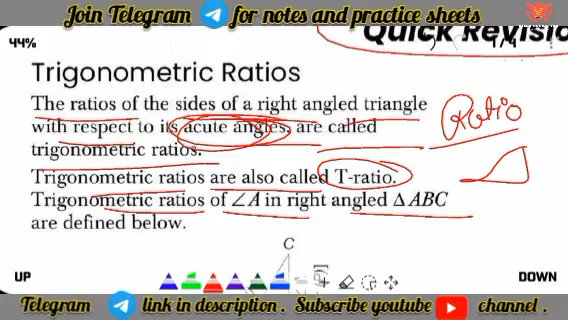 Join Telegram for notes and practice sheets
44%
Quick Revision
Trigonometric Ratios
The ratios of the sides of a right angled triangle
with respect to its acute angles, are called
trigonometric ratios.
Ratio
Trigonometric ratios are also called T-ratio.
Trigonometric ratios of ∠A in right angled △ABC
are defined below.
C
UP
DOWN
Telegram link in description . Subscribe youtube channel .